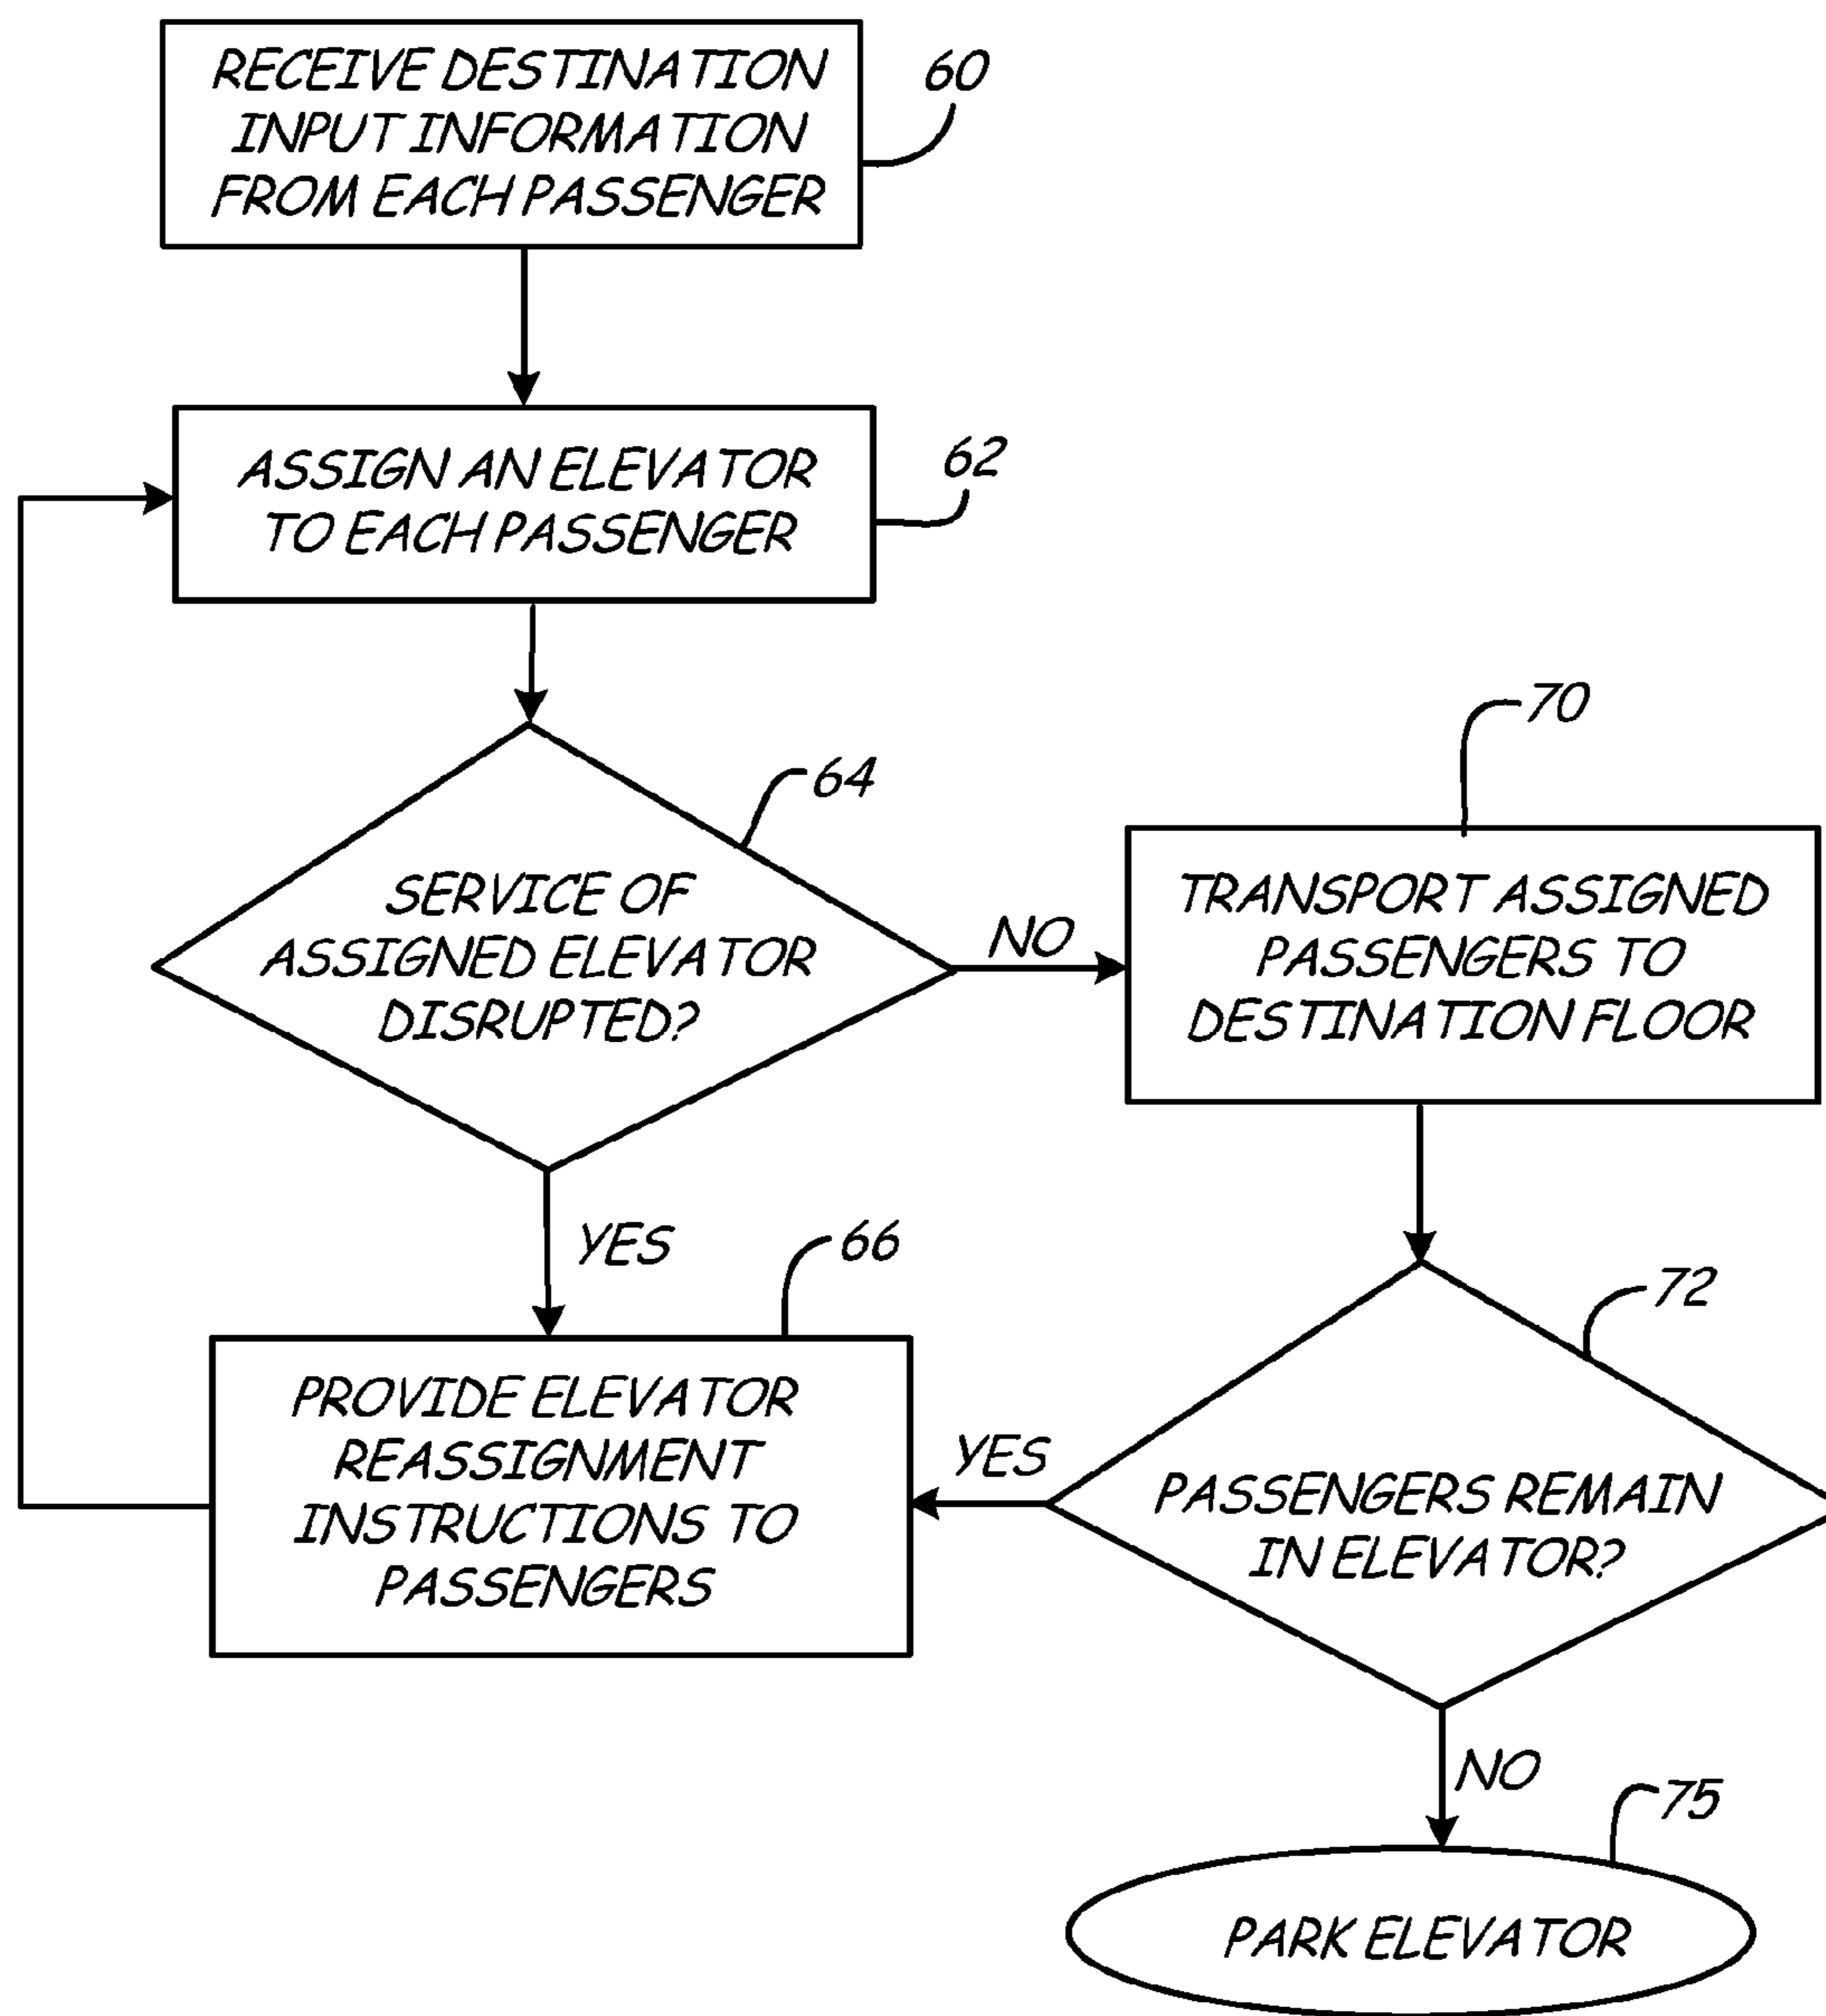 RECEIVE DESTINATION
INPUT INFORMATION
FROM EACH PASSENGER
60
ASSIGN AN ELEVATOR
TO EACH PASSENGER
62
64
SERVICE OF
ASSIGNED ELEVATOR
DISRUPTED?
NO
70
TRANSPORT ASSIGNED
PASSENGERS TO
DESTINATION FLOOR
YES
66
PROVIDE ELEVATOR
REASSIGNMENT
INSTRUCTIONS TO
PASSENGERS
72
YES
PASSENGERS REMAIN
IN ELEVATOR?
NO
75
PARK ELEVATOR